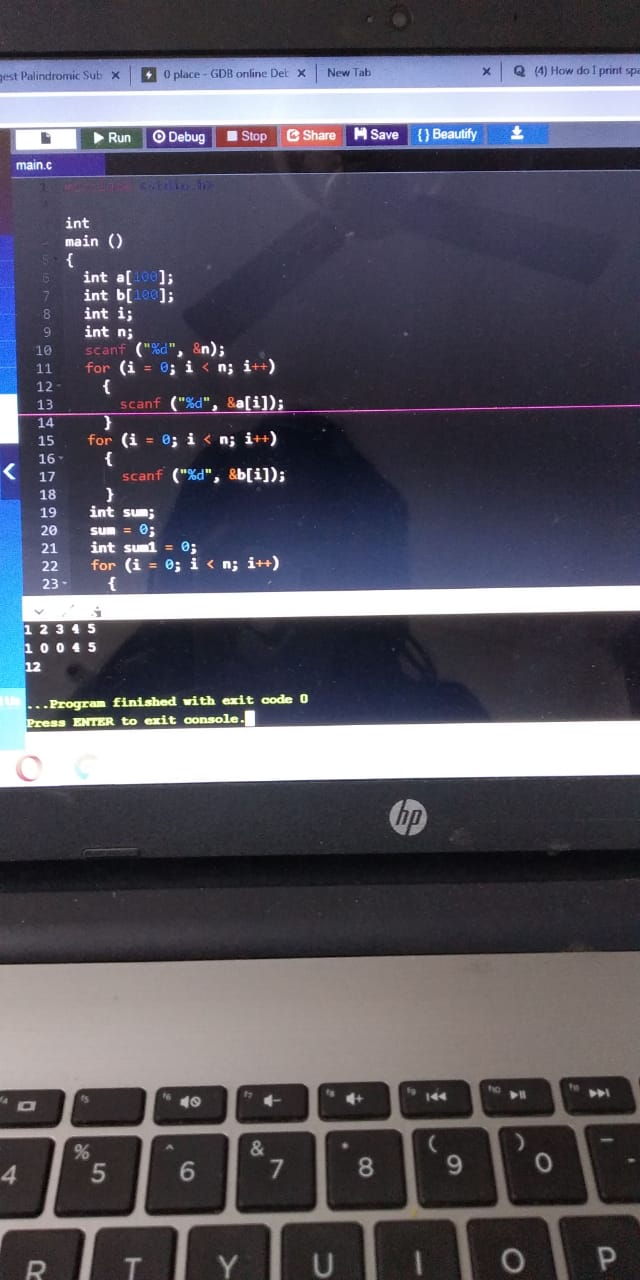 gest Palindromic Sub × 0 place - GDB online Deb × New Tab × Q (4) How do I print spa
Run Debug Stop Share Save {} Beautify
main.c
1 <stdio.h>
int
main ()
5 {
6 int a[100];
7 int b[100];
8 int i;
9 int n;
10 scanf ("%d", &n);
11 for (i = 0; i < n; i++)
12 - {
13 scanf ("%d", &a[i]);
14 }
15 for (i = 0; i < n; i++)
16 - {
17 scanf ("%d", &b[i]);
18 }
19 int sum;
20 sum = 0;
21 int sum1 = 0;
22 for (i = 0; i < n; i++)
23 - {
1 2 3 4 5
1 0 0 4 5
12
...Program finished with exit code 0
Press ENTER to exit console.
hp
f5 f6 f7 f8 f9 f10 f11
4 % 5 ^ 6 & 7 * 8 ( 9 ) 0 -
R T Y U I O P